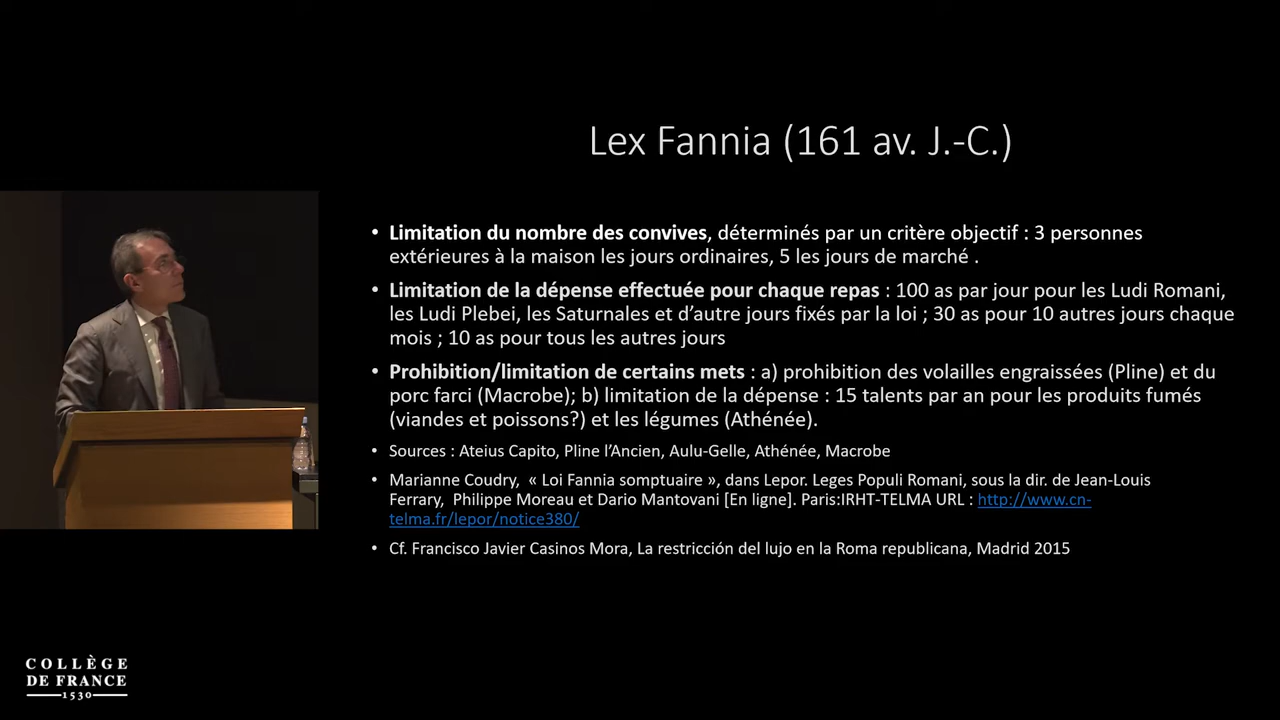 Lex Fannia (161 av. J.-C.)
• Limitation du nombre des convives, déterminés par un critère objectif : 3 personnes
extérieures à la maison les jours ordinaires, 5 les jours de marché .
• Limitation de la dépense effectuée pour chaque repas : 100 as par jour pour les Ludi Romani,
les Ludi Plebei, les Saturnales et d’autre jours fixés par la loi ; 30 as pour 10 autres jours chaque
mois ; 10 as pour tous les autres jours
• Prohibition/limitation de certains mets : a) prohibition des volailles engraissées (Pline) et du
porc farci (Macrobe); b) limitation de la dépense : 15 talents par an pour les produits fumés
(viandes et poissons?) et les légumes (Athénée).
• Sources : Ateius Capito, Pline l’Ancien, Aulu-Gelle, Athénée, Macrobe
• Marianne Coudry, « Loi Fannia somptuaire », dans Lepor. Leges Populi Romani, sous la dir. de Jean-Louis
Ferrary, Philippe Moreau et Dario Mantovani [En ligne]. Paris:IRHT-TELMA URL : http://www.cn-
telma.fr/lepor/notice380/
• Cf. Francisco Javier Casinos Mora, La restricción del lujo en la Roma republicana, Madrid 2015
COLLÈGE
DE FRANCE
1530